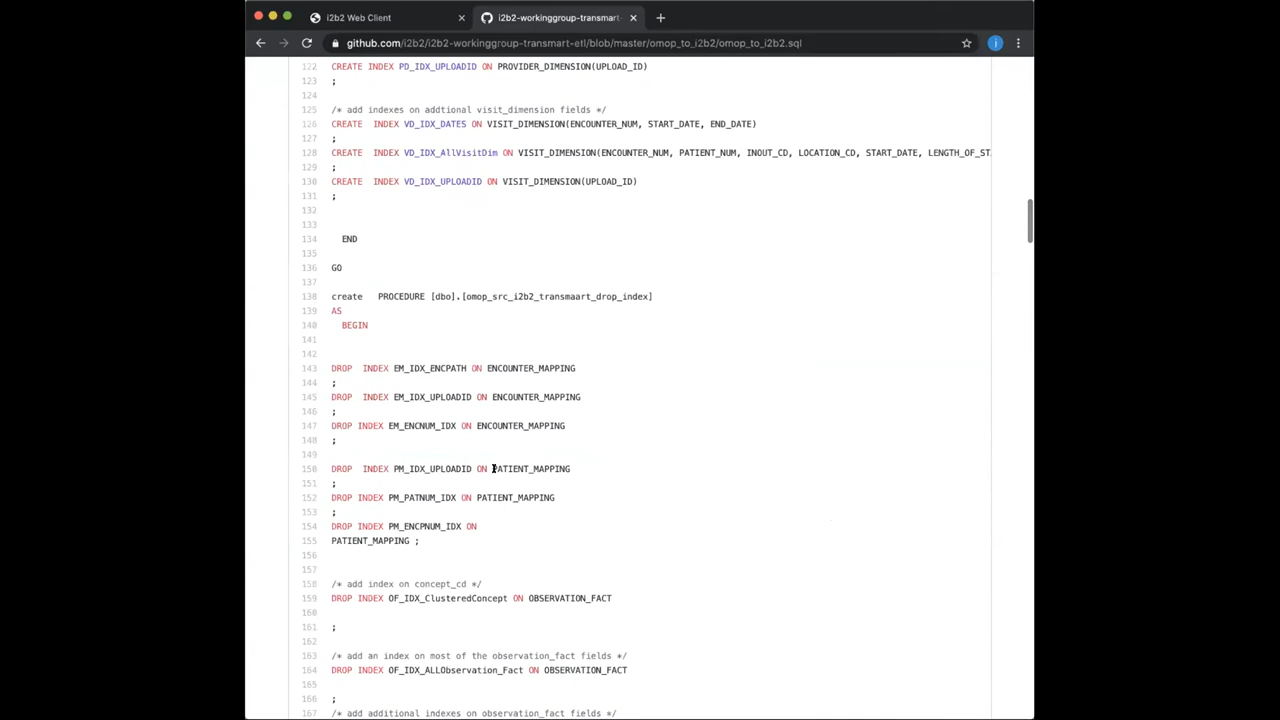 i2b2 Web Client
i2b2-workinggroup-transmart-
github.com/i2b2/i2b2-workinggroup-transmart-etl/blob/master/omop_to_i2b2/omop_to_i2b2.sql
122 CREATE INDEX PD_IDX_UPLOADID ON PROVIDER_DIMENSION(UPLOAD_ID)
123 ;
124
125 /* add indexes on addtional visit_dimension fields */
126 CREATE  INDEX VD_IDX_DATES ON VISIT_DIMENSION(ENCOUNTER_NUM, START_DATE, END_DATE)
127 ;
128 CREATE  INDEX VD_IDX_AllVisitDim ON VISIT_DIMENSION(ENCOUNTER_NUM, PATIENT_NUM, INOUT_CD, LOCATION_CD, START_DATE, LENGTH_OF_ST
129 ;
130 CREATE  INDEX VD_IDX_UPLOADID ON VISIT_DIMENSION(UPLOAD_ID)
131 ;
132
133
134 END
135
136 GO
137
138 create   PROCEDURE [dbo].[omop_src_i2b2_transmaart_drop_index]
139 AS
140 BEGIN
141
142
143 DROP  INDEX EM_IDX_ENCPATH ON ENCOUNTER_MAPPING
144 ;
145 DROP  INDEX EM_IDX_UPLOADID ON ENCOUNTER_MAPPING
146 ;
147 DROP INDEX EM_ENCNUM_IDX ON ENCOUNTER_MAPPING
148 ;
149
150 DROP  INDEX PM_IDX_UPLOADID ON PATIENT_MAPPING
151 ;
152 DROP INDEX PM_PATNUM_IDX ON PATIENT_MAPPING
153 ;
154 DROP INDEX PM_ENCPNUM_IDX ON
155 PATIENT_MAPPING ;
156
157
158 /* add index on concept_cd */
159 DROP INDEX OF_IDX_ClusteredConcept ON OBSERVATION_FACT
160
161 ;
162
163 /* add an index on most of the observation_fact fields */
164 DROP INDEX OF_IDX_ALLObservation_Fact ON OBSERVATION_FACT
165
166 ;
167 /* add additional indexes on observation_fact fields */